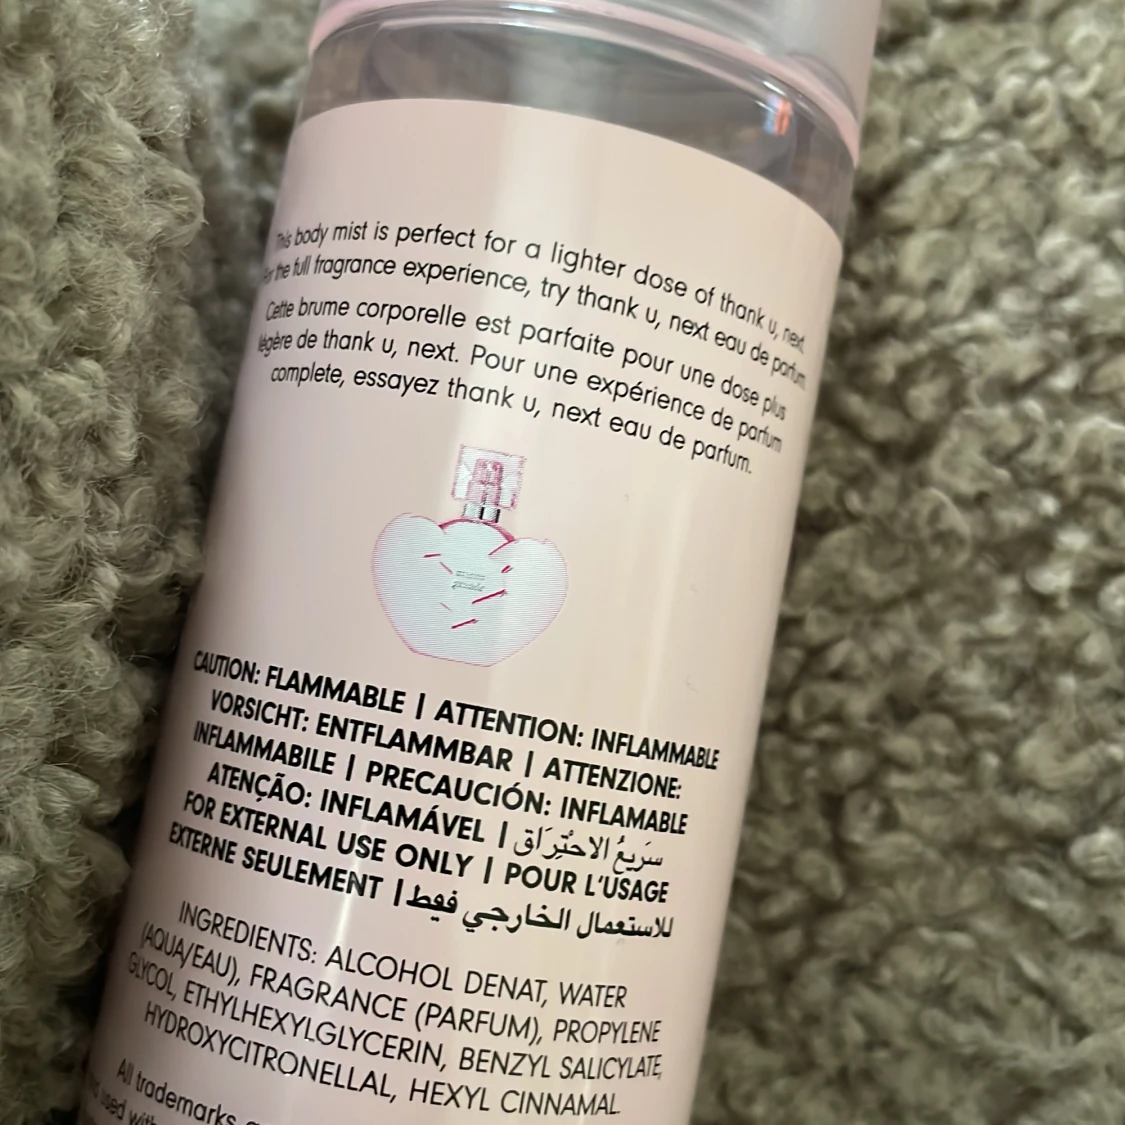 This body mist is perfect for a lighter dose of thank u, next.
For the full fragrance experience, try thank u, next eau de parfum
Cette brume corporelle est parfaite pour une dose plus
légère de thank u, next. Pour une expérience de parfum
complete, essayez thank u, next eau de parfum.
CAUTION: FLAMMABLE | ATTENTION: INFLAMMABLE
VORSICHT: ENTFLAMMBAR | ATTENZIONE:
INFLAMMABILE | PRECAUCIÓN: INFLAMABLE
ATENÇÃO: INFLAMÁVEL | سَريعُ الاحْتِرَاق
FOR EXTERNAL USE ONLY | POUR L'USAGE
EXTERNE SEULEMENT | للاستعمال الخارجي فقط
INGREDIENTS: ALCOHOL DENAT, WATER
(AQUA/EAU), FRAGRANCE (PARFUM), PROPYLENE
GLYCOL, ETHYLHEXYLGLYCERIN, BENZYL SALICYLATE,
HYDROXYCITRONELLAL, HEXYL CINNAMAL
All trademarks
used with